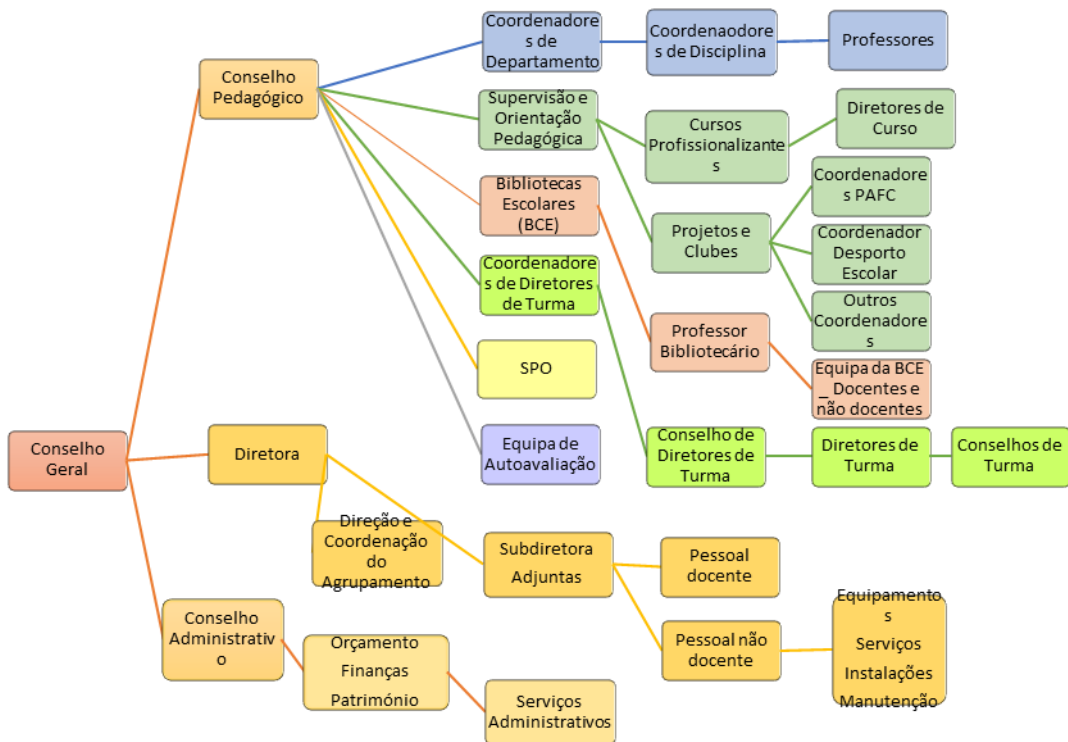 Coordenadore
s de
Departamento
Coordenaodore
s de Disciplina
Professores
Conselho
Pedagógico
Supervisão e
Orientação
Pedagógica
Cursos
Profissionalizante
s
Diretores de
Curso
Bibliotecas
Escolares
(BCE)
Projetos e
Clubes
Coordenadore
s PAFC
Coordenador
Desporto
Escolar
Outros
Coordenadore
s
Coordenadore
s de Diretores
de Turma
Professor
Bibliotecário
Equipa da BCE
_ Docentes e
não docentes
SPO
Equipa de
Autoavaliação
Conselho de
Diretores de
Turma
Diretores de
Turma
Conselhos de
Turma
Conselho
Geral
Diretora
Direção e
Coordenação
do
Agrupamento
Subdiretora
Adjuntas
Pessoal
docente
Pessoal não
docente
Equipamento
s
Serviços
Instalações
Manutenção
Conselho
Administrativ
o
Orçamento
Finanças
Património
Serviços
Administrativos